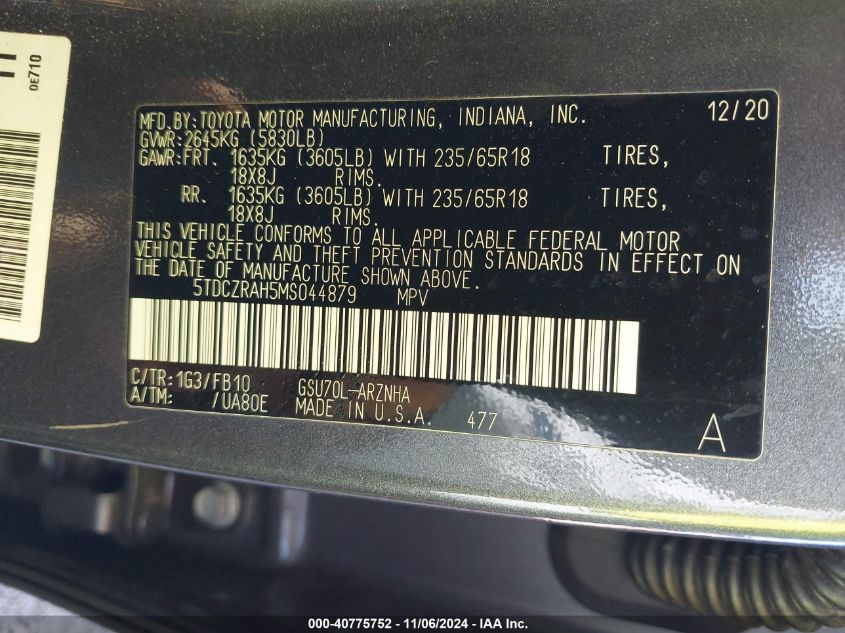 0E710
MFD.BY:TOYOTA MOTOR MANUFACTURING, INDIANA, INC. 12/20
GVWR:2645KG (5830LB)
GAWR:FRT. 1635KG (3605LB) WITH 235/65R18 TIRES,
18X8J RIMS.
RR. 1635KG (3605LB) WITH 235/65R18 TIRES,
18X8J RIMS.
THIS VEHICLE CONFORMS TO ALL APPLICABLE FEDERAL MOTOR
VEHICLE SAFETY AND THEFT PREVENTION STANDARDS IN EFFECT ON
THE DATE OF MANUFACTURE SHOWN ABOVE.
5TDCZRAH5MS044879 MPV
C/TR:1G3/FB10 GSU70L-ARZNHA
A/TM: /UA80E MADE IN U.S.A. 477
A
000-40775752 - 11/06/2024 - IAA Inc.